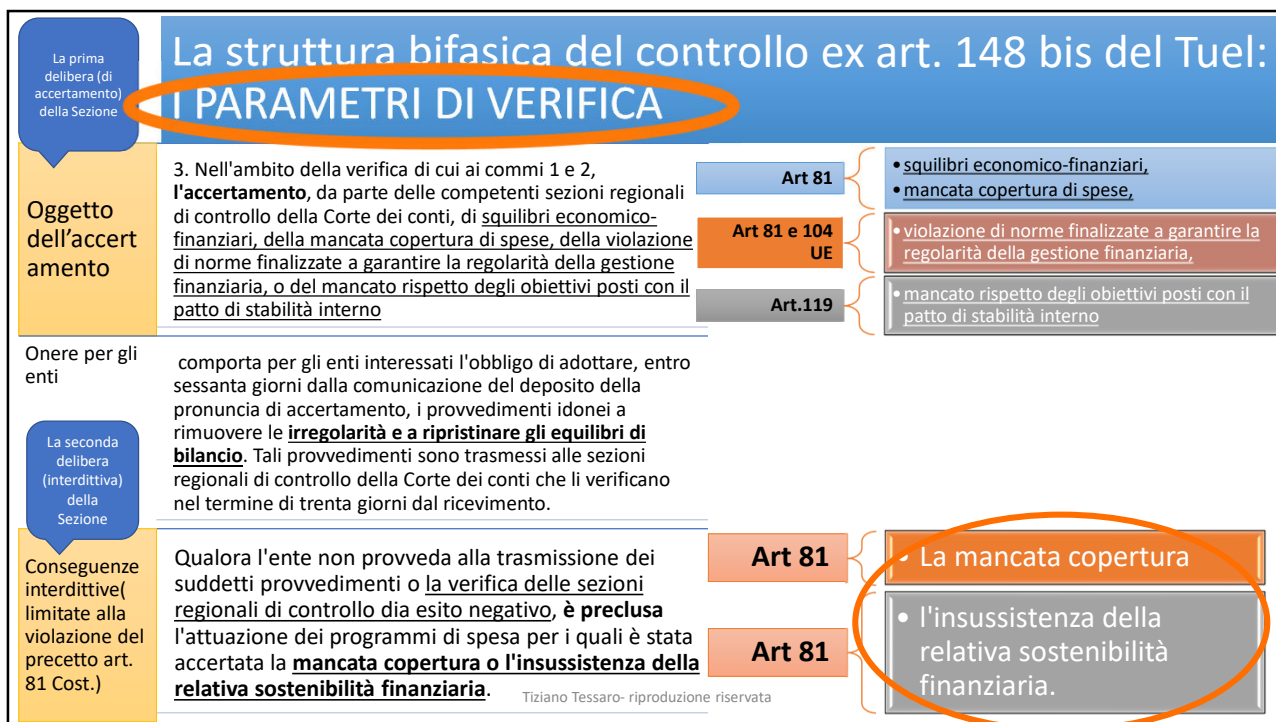 La prima
delibera (di
accertamento)
della Sezione
La struttura bifasica del controllo ex art. 148 bis del Tuel:
I PARAMETRI DI VERIFICA
Oggetto
dell'accert
amento
3. Nell'ambito della verifica di cui ai commi 1 e 2,
l'accertamento, da parte delle competenti sezioni regionali
di controllo della Corte dei conti, di squilibri economico-
finanziari, della mancata copertura di spese, della violazione
di norme finalizzate a garantire la regolarità della gestione
finanziaria, o del mancato rispetto degli obiettivi posti con il
patto di stabilità interno
Art 81
• squilibri economico-finanziari,
• mancata copertura di spese,
Art 81 e 104
UE
• violazione di norme finalizzate a garantire la
regolarità della gestione finanziaria,
Art.119
• mancato rispetto degli obiettivi posti con il
patto di stabilità interno
Onere per gli
enti
comporta per gli enti interessati l'obbligo di adottare, entro
sessanta giorni dalla comunicazione del deposito della
pronuncia di accertamento, i provvedimenti idonei a
rimuovere le irregolarità e a ripristinare gli equilibri di
bilancio. Tali provvedimenti sono trasmessi alle sezioni
regionali di controllo della Corte dei conti che li verificano
nel termine di trenta giorni dal ricevimento.
La seconda
delibera
(interdittiva)
della
Sezione
Conseguenze
interdittive(
limitate alla
violazione del
precetto art.
81 Cost.)
Qualora l'ente non provveda alla trasmissione dei
suddetti provvedimenti o la verifica delle sezioni
regionali di controllo dia esito negativo, è preclusa
l'attuazione dei programmi di spesa per i quali è stata
accertata la mancata copertura o l'insussistenza della
relativa sostenibilità finanziaria.
Art 81
• La mancata copertura
Art 81
• l'insussistenza della
relativa sostenibilità
finanziaria.
Tiziano Tessaro- riproduzione riservata